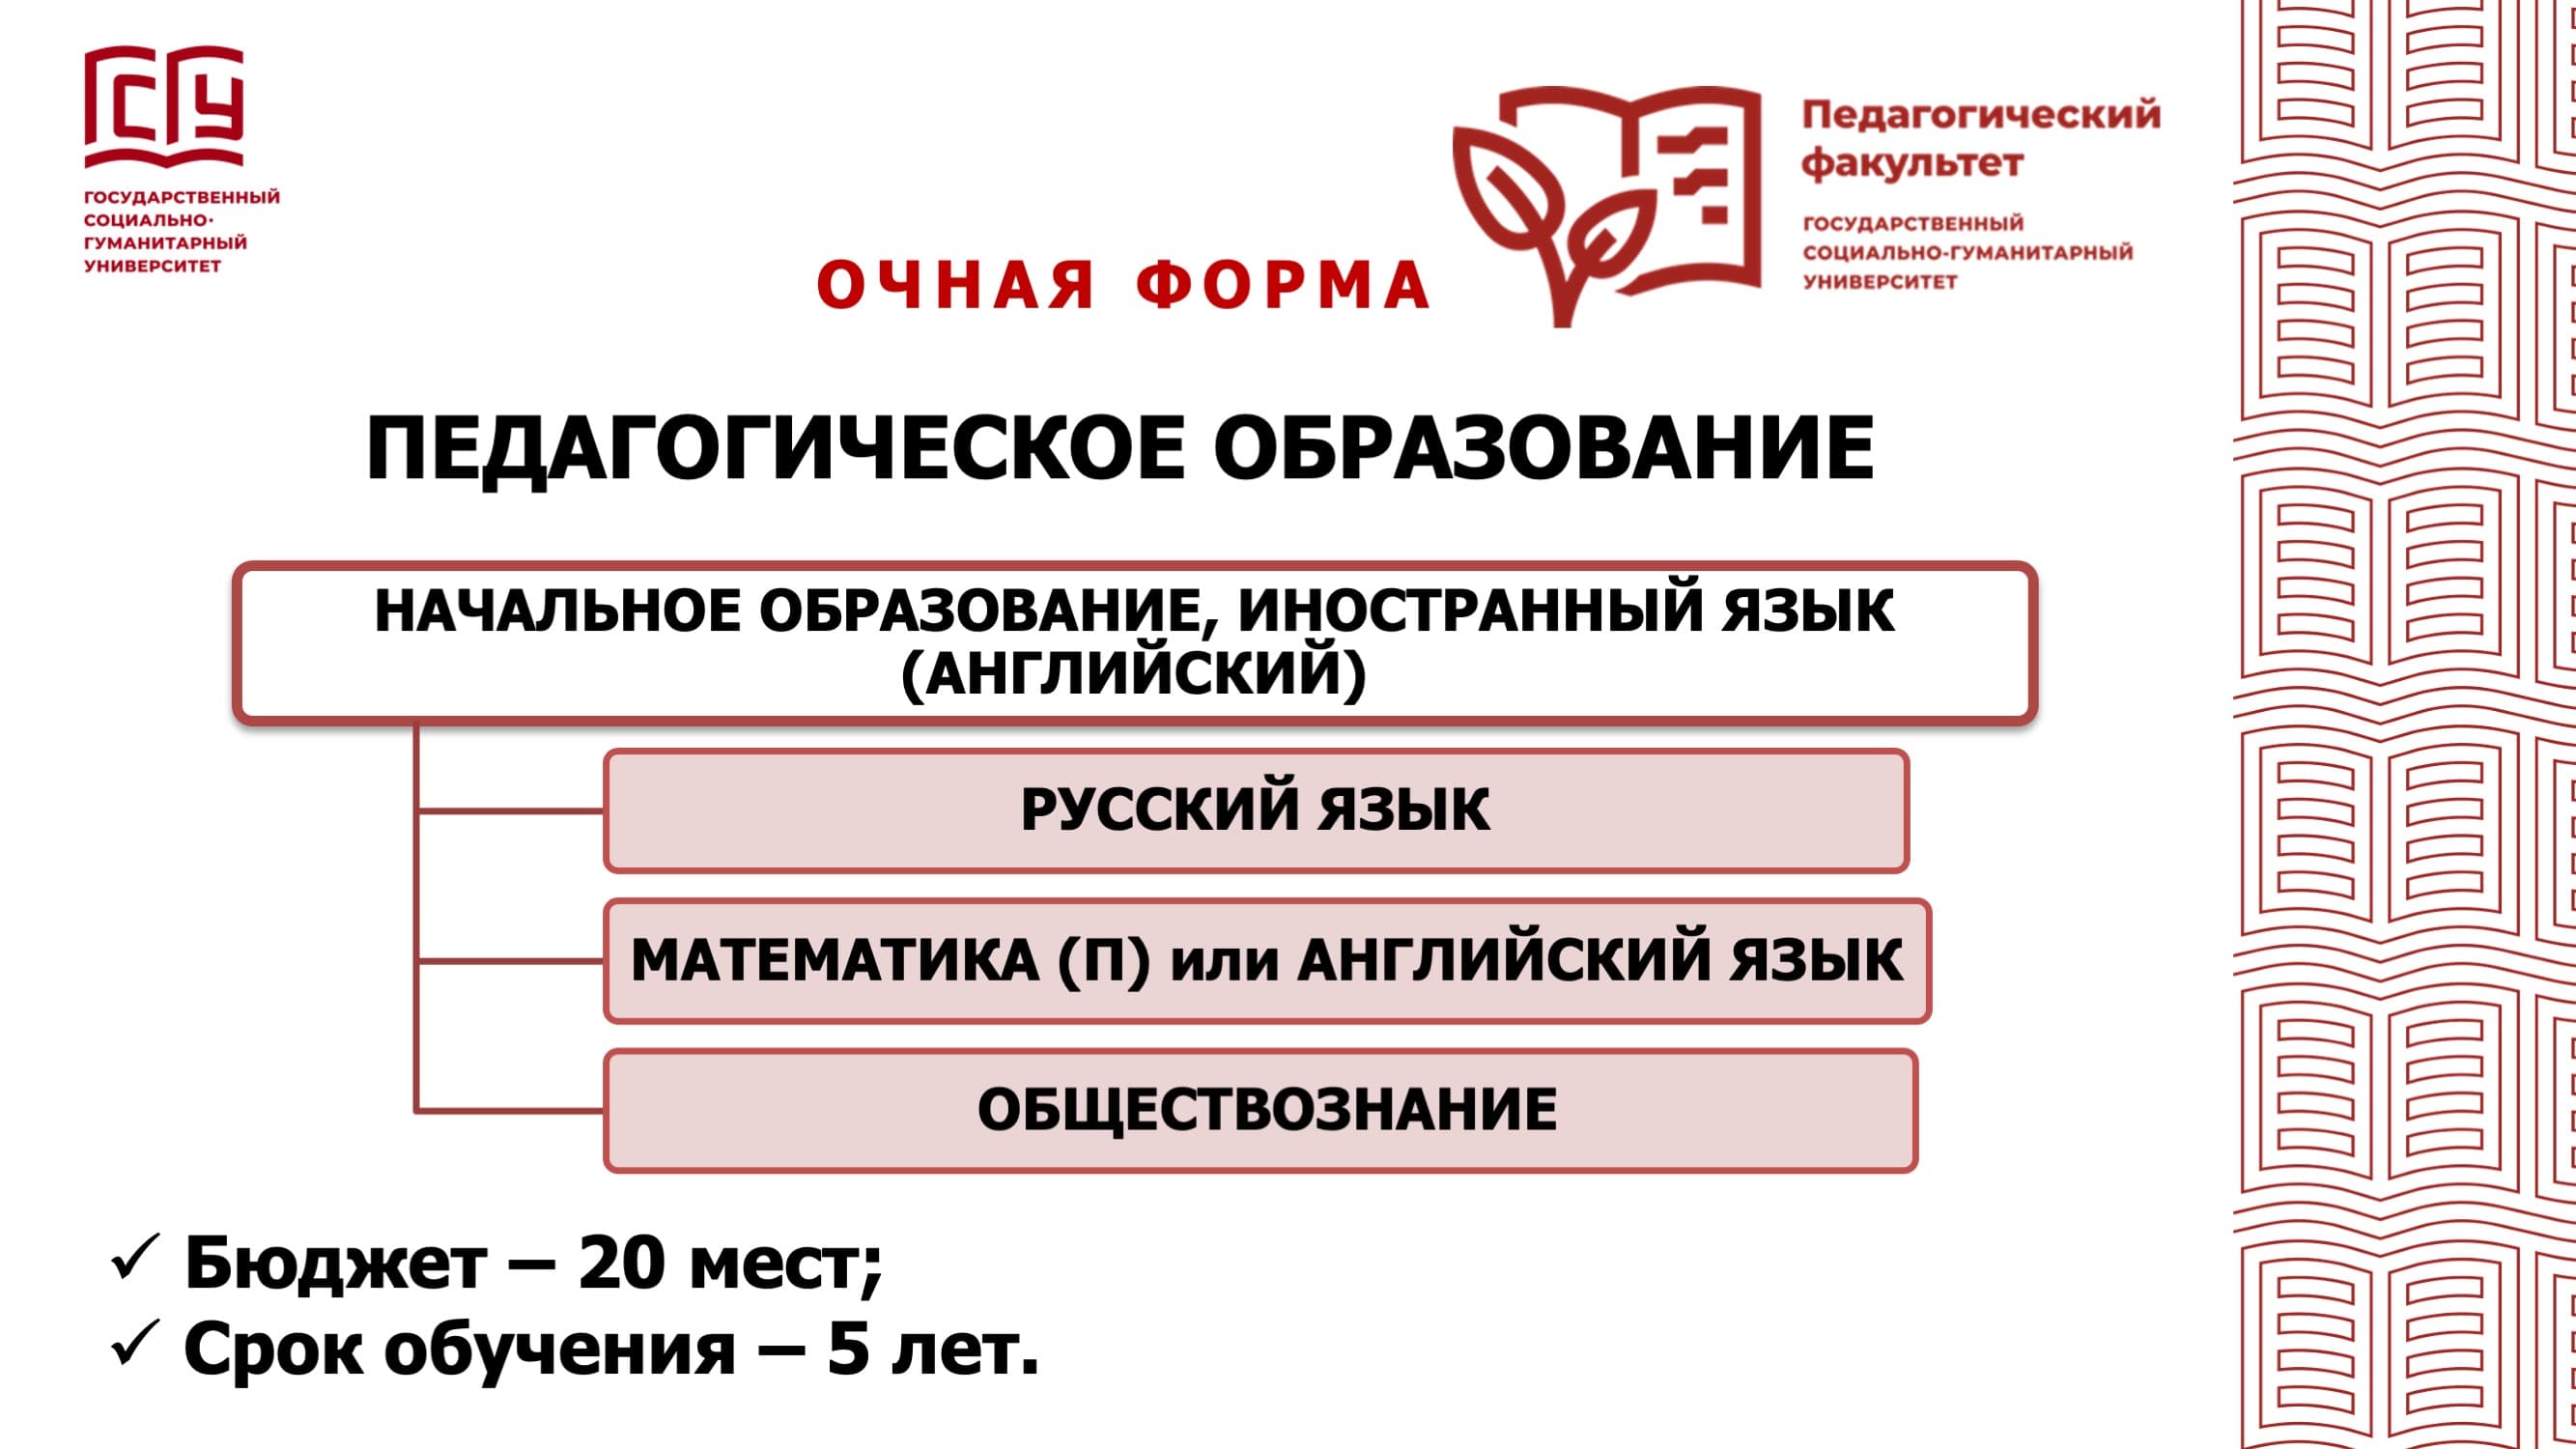 ГСГУ
ГОСУДАРСТВЕННЫЙ
СОЦИАЛЬНО-
ГУМАНИТАРНЫЙ
УНИВЕРСИТЕТ
Педагогический
факультет
ГОСУДАРСТВЕННЫЙ
СОЦИАЛЬНО-ГУМАНИТАРНЫЙ
УНИВЕРСИТЕТ
ОЧНАЯ ФОРМА
ПЕДАГОГИЧЕСКОЕ ОБРАЗОВАНИЕ
НАЧАЛЬНОЕ ОБРАЗОВАНИЕ, ИНОСТРАННЫЙ ЯЗЫК
(АНГЛИЙСКИЙ)
РУССКИЙ ЯЗЫК
МАТЕМАТИКА (П) или АНГЛИЙСКИЙ ЯЗЫК
ОБЩЕСТВОЗНАНИЕ
✓ Бюджет – 20 мест;
✓ Срок обучения – 5 лет.